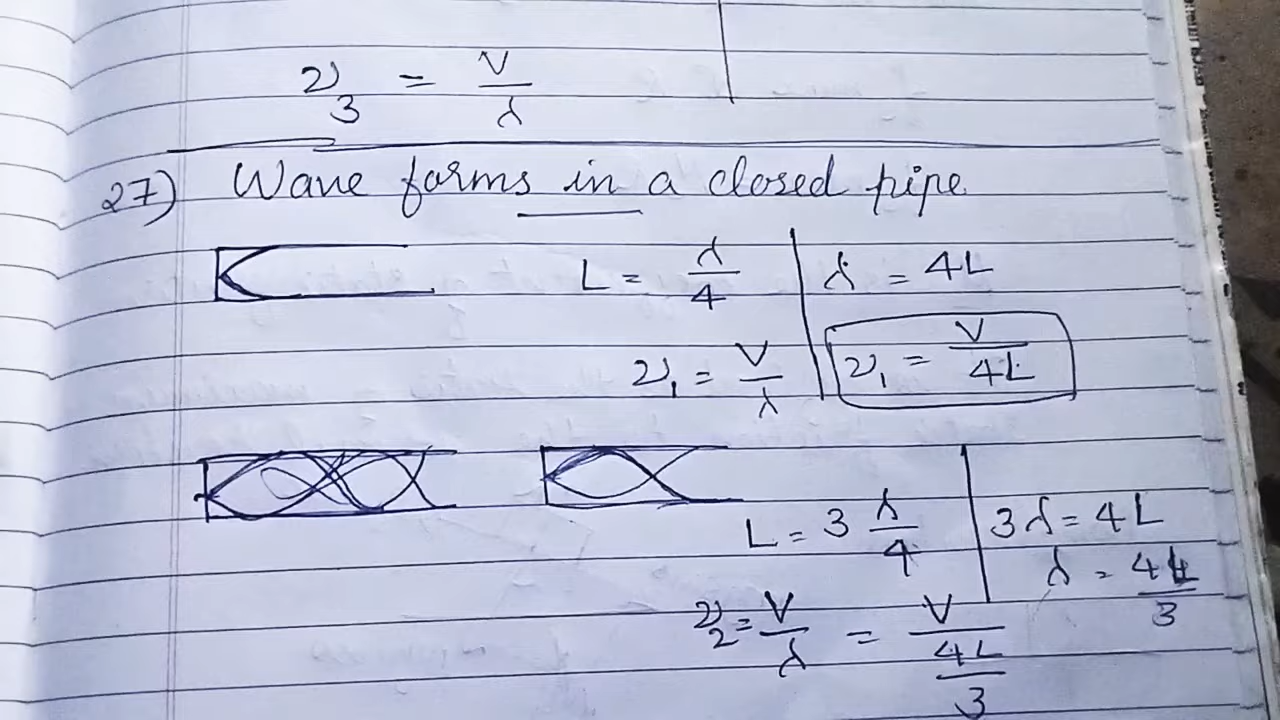 ν₃ = V/λ
27) Wave forms in a closed pipe
L = λ/4 | λ = 4L
ν₁ = V/λ | ν₁ = V/4L
L = 3 λ/4 | 3λ = 4L
λ = 4L/3
ν₂ = V/λ = V/(4L/3)